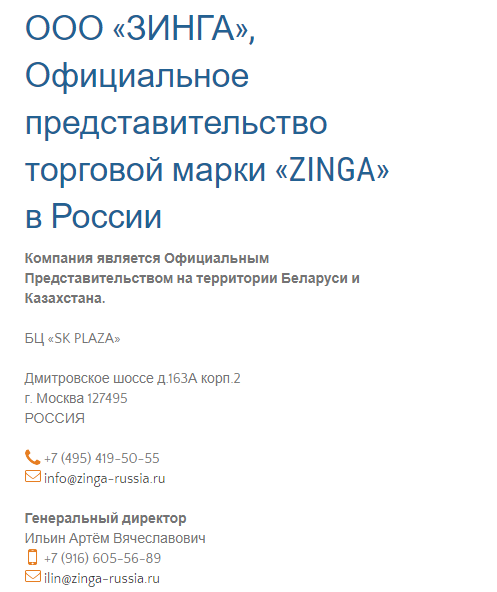 ООО «ЗИНГА»,
Официальное
представительство
торговой марки «ZINGA»
в России
Компания является Официальным
Представительством на территории Беларуси и
Казахстана.
БЦ «SK PLAZA»
Дмитровское шоссе д.163А корп.2
г. Москва 127495
РОССИЯ
+7 (495) 419-50-55
info@zinga-russia.ru
Генеральный директор
Ильин Артём Вячеславович
+7 (916) 605-56-89
ilin@zinga-russia.ru